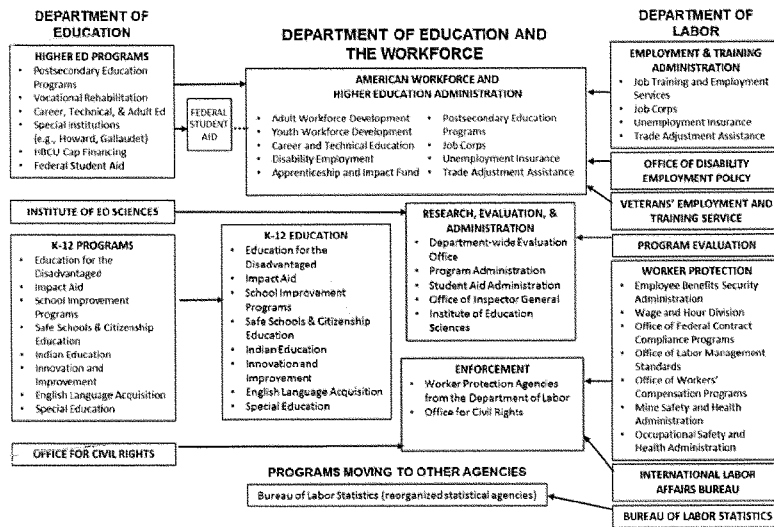 DEPARTMENT OF
EDUCATION
HIGHER ED PROGRAMS
• Postsecondary Education
Programs
• Vocational Rehabilitation
• Career, Technical, & Adult Ed
• Special Institutions
(e.g., Howard, Gallaudet)
• HBCU Cap Financing
• Federal Student Aid
INSTITUTE OF ED SCIENCES
K-12 PROGRAMS
• Education for the
Disadvantaged
• Impact Aid
• School Improvement
Programs
• Safe Schools & Citizenship
Education
• Indian Education
• Innovation and
Improvement
• English Language Acquisition
• Special Education
OFFICE FOR CIVIL RIGHTS
FEDERAL
STUDENT
AID
DEPARTMENT OF EDUCATION AND
THE WORKFORCE
AMERICAN WORKFORCE AND
HIGHER EDUCATION ADMINISTRATION
• Adult Workforce Development
• Youth Workforce Development
• Career and Technical Education
• Disability Employment
• Apprenticeship and Impact Fund
• Postsecondary Education
Programs
• Job Corps
• Unemployment Insurance
• Trade Adjustment Assistance
K-12 EDUCATION
• Education for the
Disadvantaged
• Impact Aid
• School Improvement
Programs
• Safe Schools & Citizenship
Education
• Indian Education
• Innovation and
Improvement
• English Language Acquisition
• Special Education
RESEARCH, EVALUATION, &
ADMINISTRATION
• Department-wide Evaluation
Office
• Program Administration
• Student Aid Administration
• Office of Inspector General
• Institute of Education
Sciences
ENFORCEMENT
• Worker Protection Agencies
from the Department of Labor
• Office for Civil Rights
PROGRAMS MOVING TO OTHER AGENCIES
Bureau of Labor Statistics (reorganized statistical agencies)
DEPARTMENT OF
LABOR
EMPLOYMENT & TRAINING
ADMINISTRATION
• Job Training and Employment
Services
• Job Corps
• Unemployment Insurance
• Trade Adjustment Assistance
OFFICE OF DISABILITY
EMPLOYMENT POLICY
VETERANS' EMPLOYMENT AND
TRAINING SERVICE
PROGRAM EVALUATION
WORKER PROTECTION
• Employee Benefits Security
Administration
• Wage and Hour Division
• Office of Federal Contract
Compliance Programs
• Office of Labor Management
Standards
• Office of Workers'
Compensation Programs
• Mine Safety and Health
Administration
• Occupational Safety and
Health Administration
INTERNATIONAL LABOR
AFFAIRS BUREAU
BUREAU OF LABOR STATISTICS